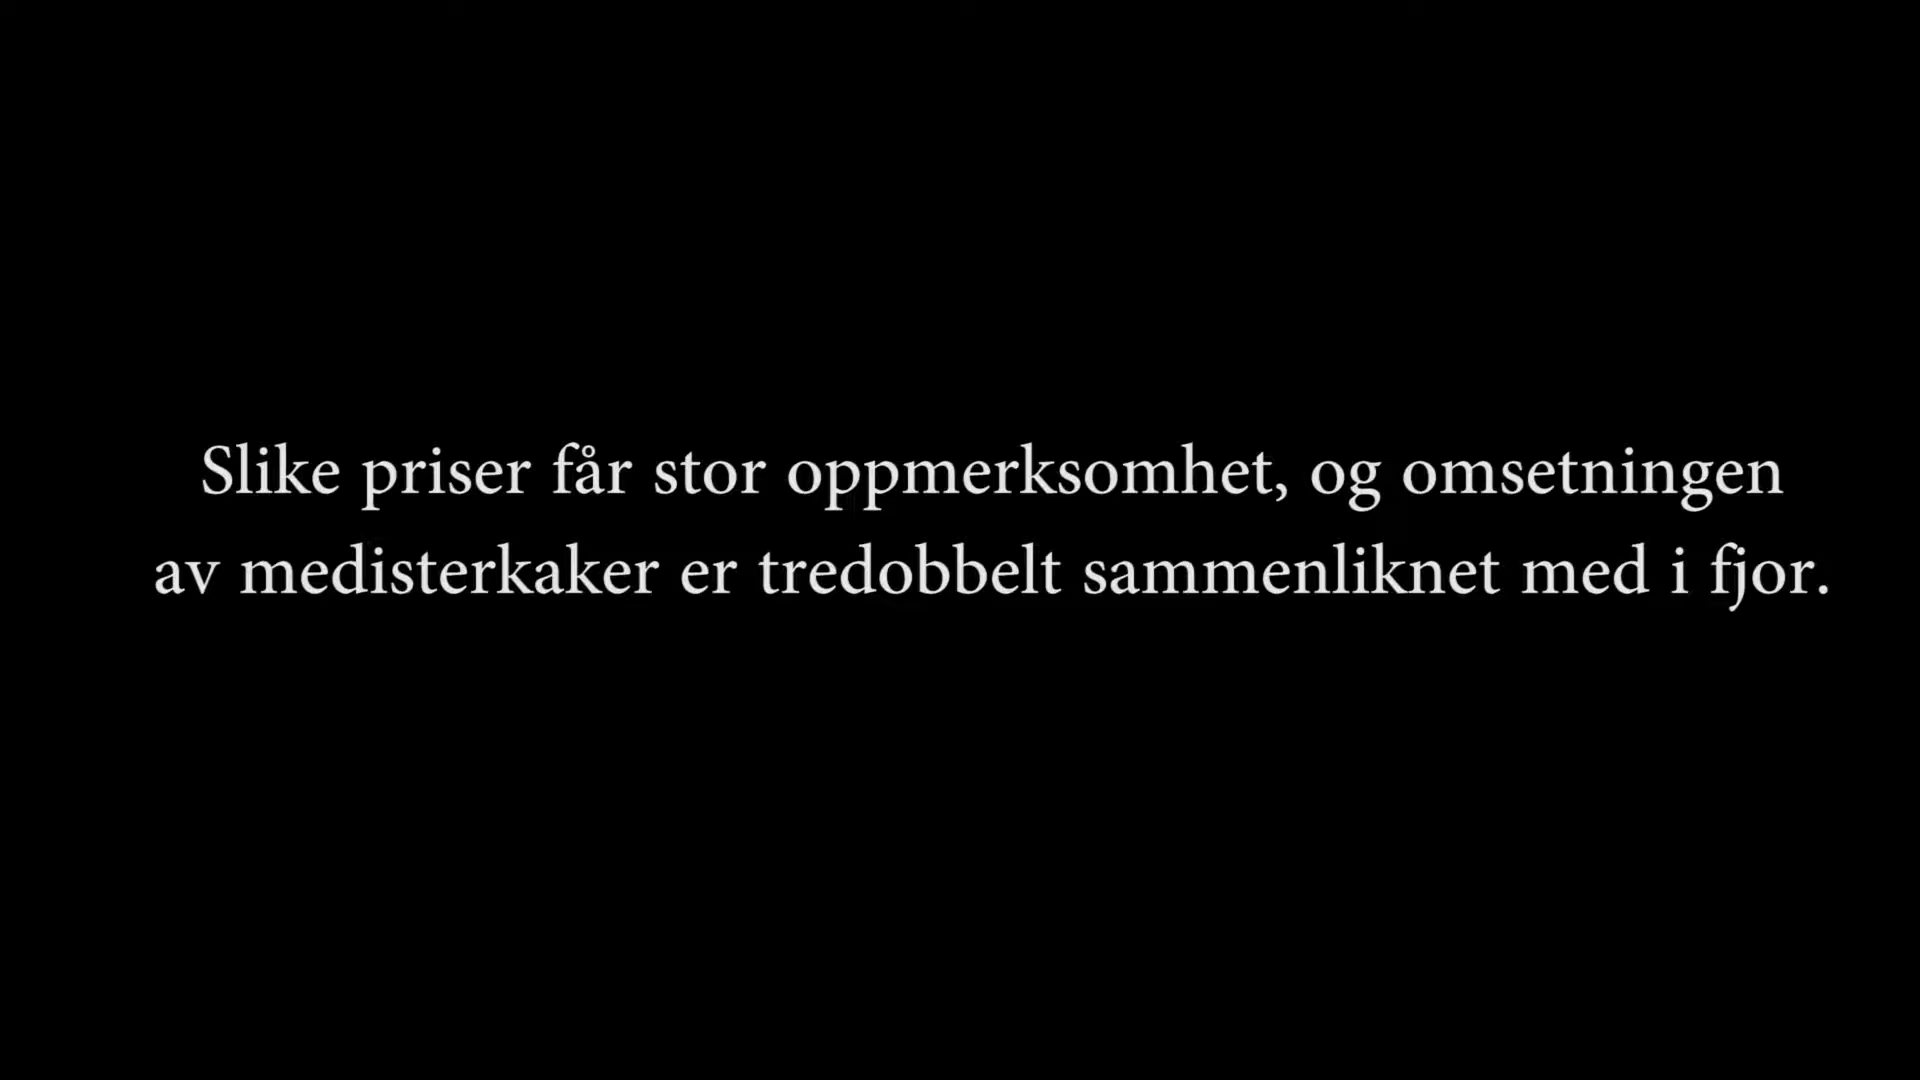 Slike priser får stor oppmerksomhet, og omsetningen
av medisterkaker er tredobbelt sammenliknet med i fjor.